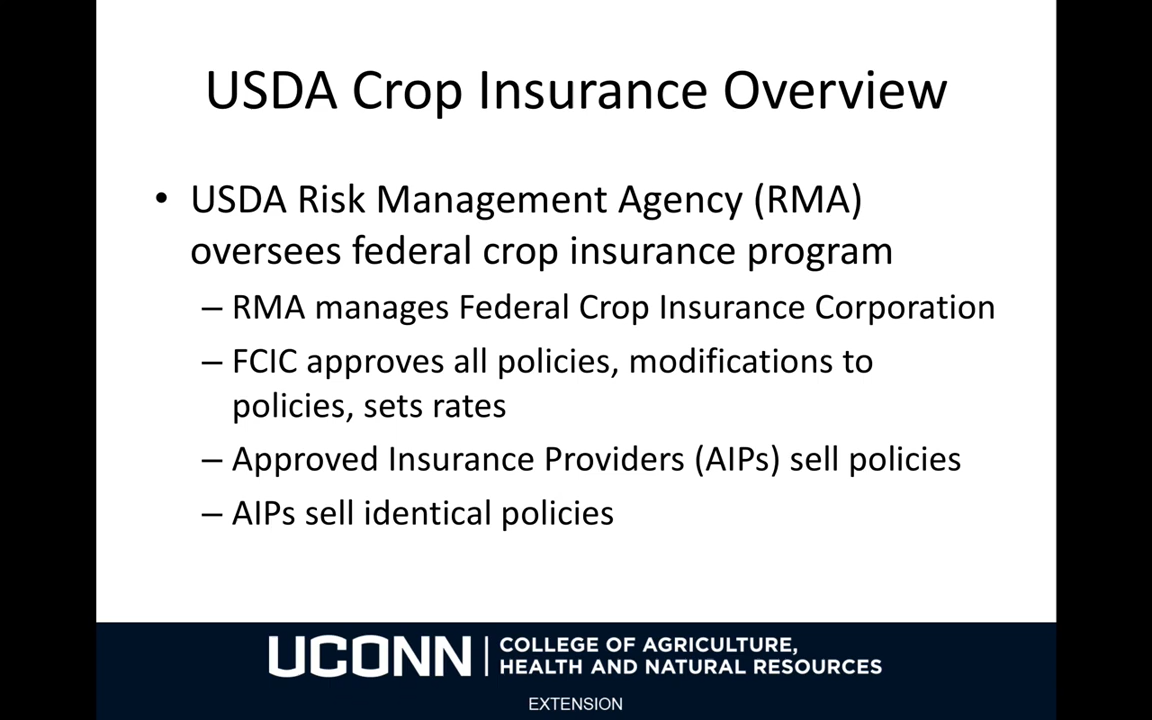 USDA Crop Insurance Overview
• USDA Risk Management Agency (RMA)
oversees federal crop insurance program
– RMA manages Federal Crop Insurance Corporation
– FCIC approves all policies, modifications to
policies, sets rates
– Approved Insurance Providers (AIPs) sell policies
– AIPs sell identical policies
UCONN | COLLEGE OF AGRICULTURE,
HEALTH AND NATURAL RESOURCES
EXTENSION